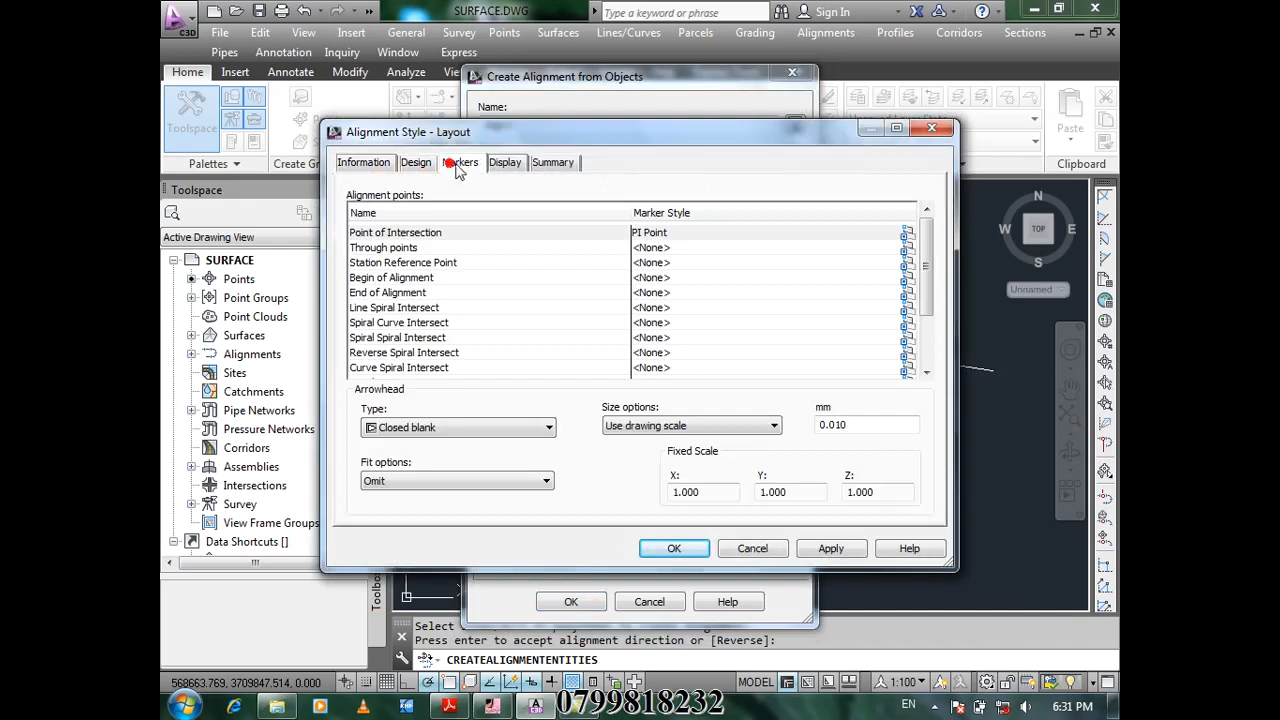 SURFACE.DWG
Type a keyword or phrase
Sign In
File Edit View Insert General Survey Points Surfaces Lines/Curves Parcels Grading Alignments Profiles Corridors Sections
Pipes Networks Inquiry Window Express
Home Insert Annotate Modify Analyze
C3D
Create Alignment from Objects
Toolspace
Name:
Paste
Palettes
Clipboard
Alignment Style - Layout
Information Design Markers Display Summary
Toolspace
Active Drawing View
SURFACE
Points
Point Groups
Point Clouds
Surfaces
Alignments
Sites
Catchments
Pipe Networks
Pressure Networks
Corridors
Assemblies
Intersections
Survey
View Frame Groups
Data Shortcuts []
Toolbox
Alignment points:
Name Marker Style
Point of Intersection PI Point
Through points <None>
Station Reference Point <None>
Begin of Alignment <None>
End of Alignment <None>
Line Spiral Intersect <None>
Spiral Curve Intersect <None>
Spiral Spiral Intersect <None>
Reverse Spiral Intersect <None>
Curve Spiral Intersect <None>
Arrowhead
Type:
Closed blank
Size options:
Use drawing scale
mm
0.010
Fit options:
Omit
Fixed Scale
X: Y: Z:
1.000 1.000 1.000
OK Cancel Apply Help
OK Cancel Help
N
W TOP E
S
Unnamed
Press enter to accept alignment direction or [Reverse]:
CREATEALIGNMENTENTITIES
568663.769, 3709847.514, 0.000
MODEL
1:100
0799818232
EN
6:31 PM